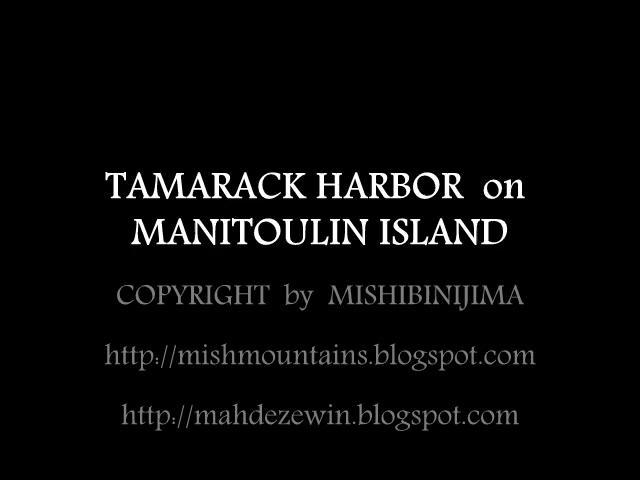 TAMARACK HARBOR on
MANITOULIN ISLAND
COPYRIGHT by MISHIBINIJIMA
http://mishmountains.blogspot.com
http://mahdezewin.blogspot.com